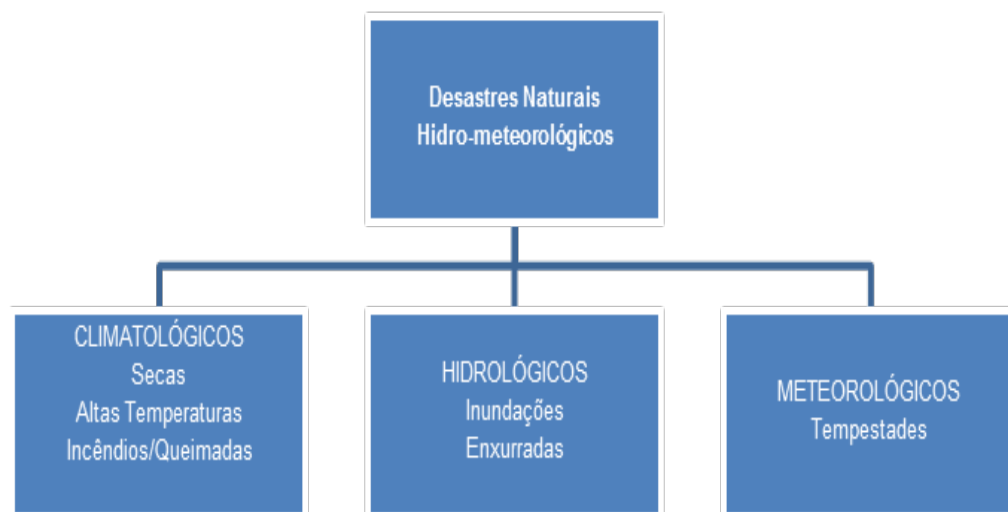 Desastres Naturais
Hidro-meteorológicos
CLIMATOLÓGICOS
Secas
Altas Temperaturas
Incêndios/Queimadas
HIDROLÓGICOS
Inundações
Enxurradas
METEOROLÓGICOS
Tempestades